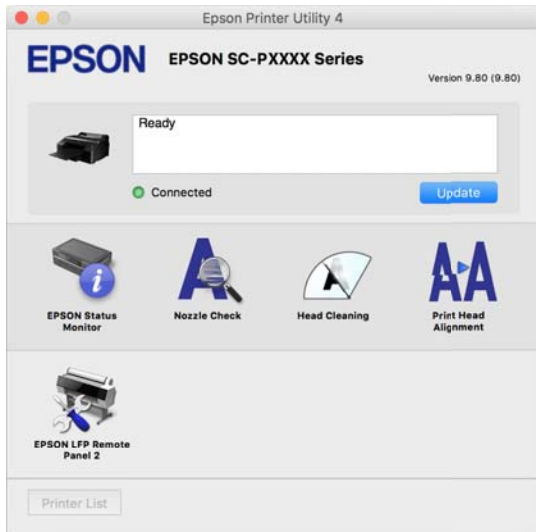 Epson Printer Utility 4
EPSON
EPSON SC-PXXXX Series
Version 9.80 (9.80)
Ready
Connected
Update
EPSON Status
Monitor
Nozzle Check
Head Cleaning
Print Head
Alignment
EPSON LFP Remote
Panel 2
Printer List